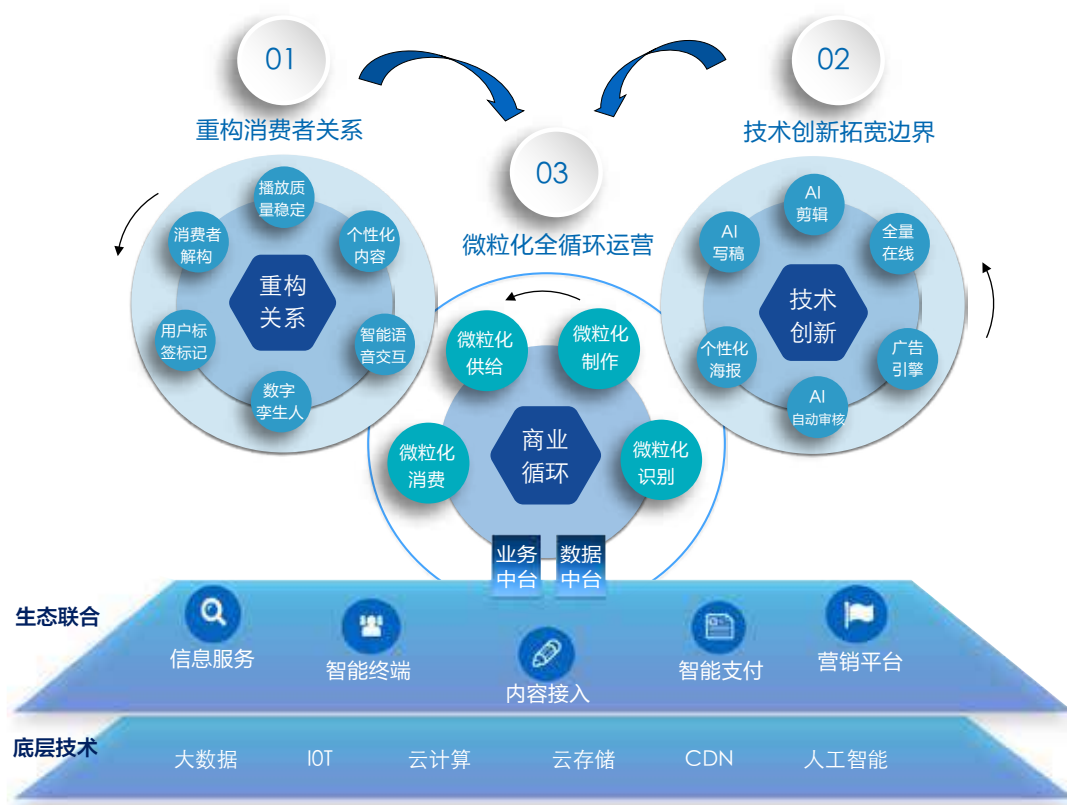 01
重构消费者关系
播放质
量稳定
消费者
解构
个性化
内容
重构
关系
用户标
签标记
智能语
音交互
数字
孪生人
02
技术创新拓宽边界
AI
剪辑
AI
写稿
全量
在线
技术
创新
个性化
海报
广告
引擎
AI
自动审核
03
微粒化全循环运营
微粒化
供给
微粒化
制作
商业
循环
微粒化
消费
微粒化
识别
业务
中台
数据
中台
生态联合
信息服务
智能终端
内容接入
智能支付
营销平台
底层技术
大数据
IOT
云计算
云存储
CDN
人工智能